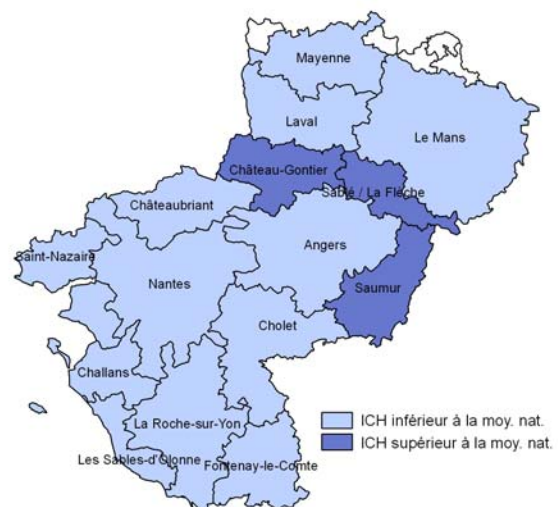 Mayenne
Laval
Le Mans
Château-Gontier
Sablé / La Flèche
Châteaubriant
Angers
Saint-Nazaire
Nantes
Saumur
Cholet
Challans
La Roche-sur-Yon
ICH inférieur à la moy. nat.
ICH supérieur à la moy. nat.
Les Sables-d'Olonne
Fontenay-le-Comte